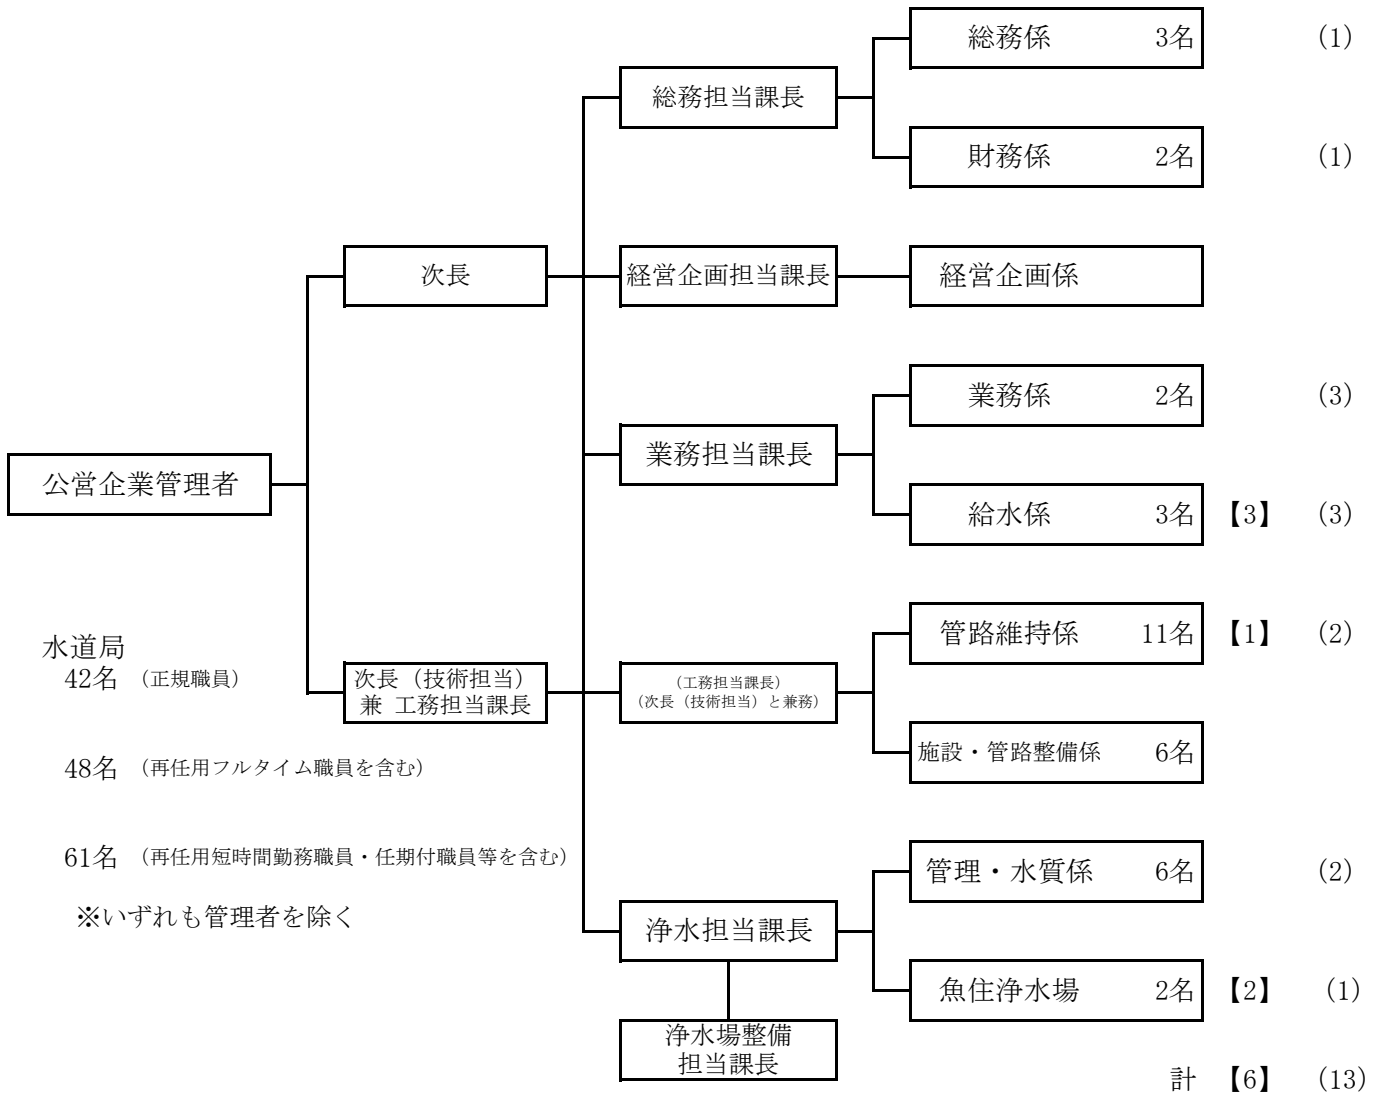 総務係 3名 (1)
総務担当課長
財務係 2名 (1)
次長
経営企画担当課長
経営企画係
業務係 2名 (3)
業務担当課長
公営企業管理者
給水係 3名 【3】 (3)
管路維持係 11名 【1】 (2)
水道局
42名 (正規職員)
次長(技術担当)
兼 工務担当課長
(工務担当課長)
(次長(技術担当)と兼務)
施設・管路整備係 6名
48名 (再任用フルタイム職員を含む)
61名 (再任用短時間勤務職員・任期付職員等を含む)
管理・水質係 6名 (2)
※いずれも管理者を除く
浄水担当課長
魚住浄水場 2名 【2】 (1)
浄水場整備
担当課長
計 【6】 (13)